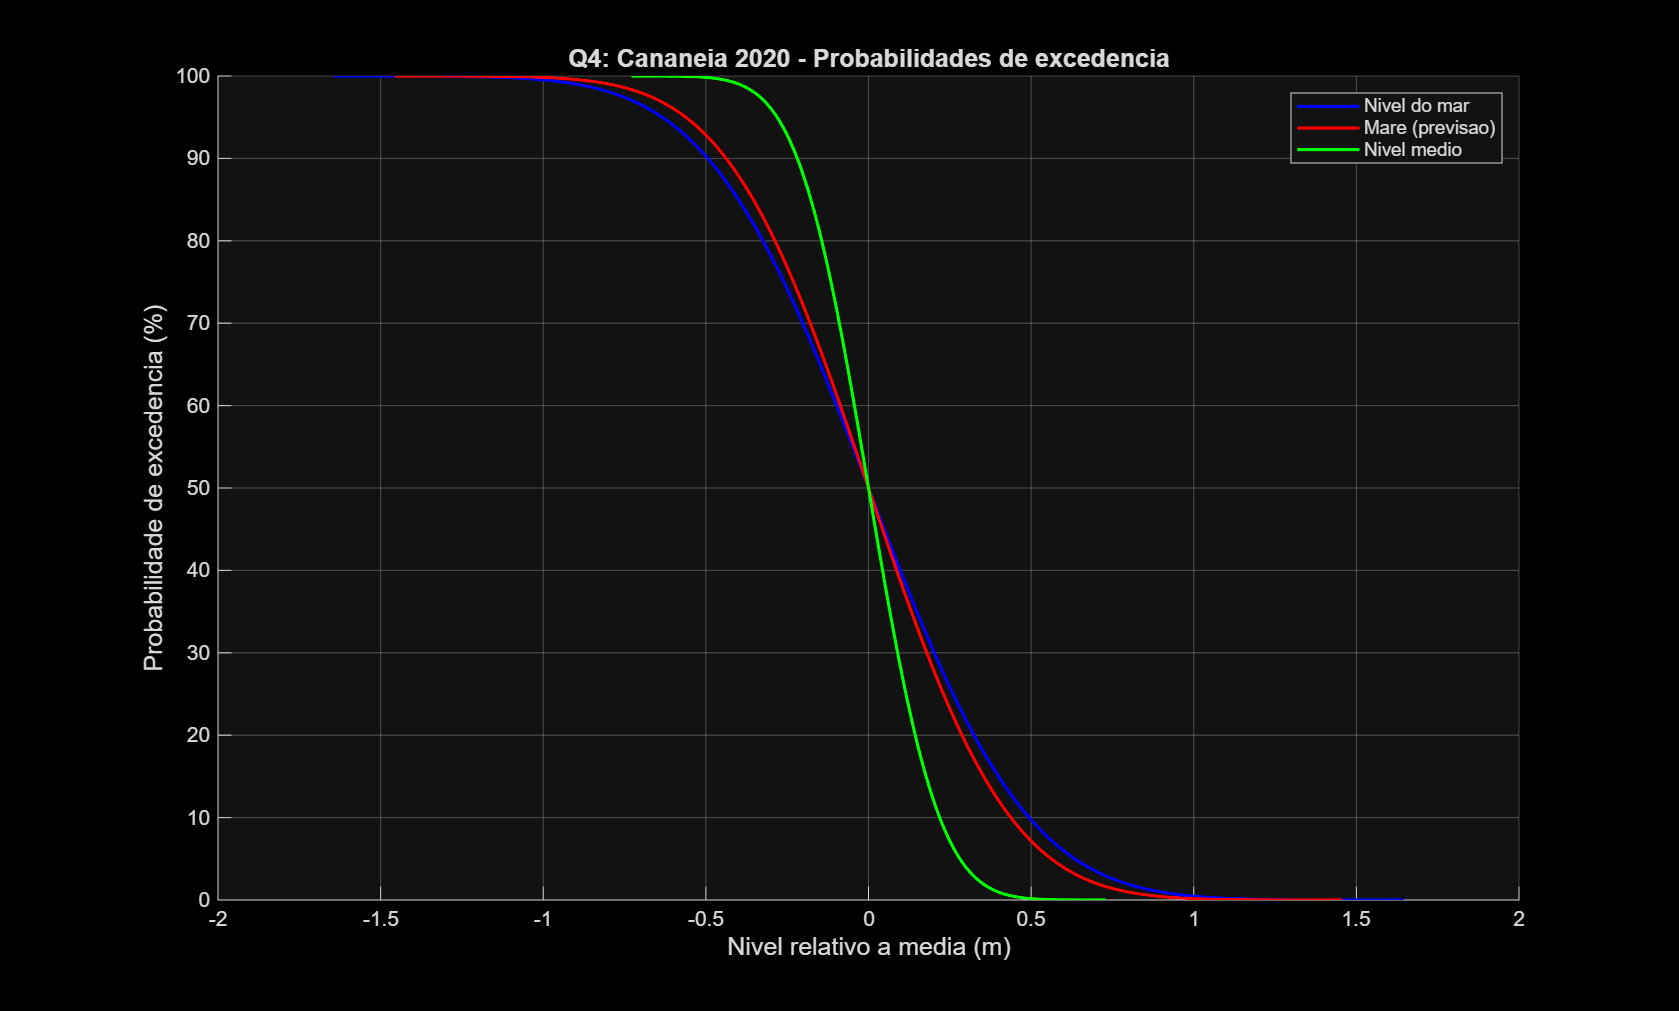 Q4: Cananeia 2020 - Probabilidades de excedencia
Nivel do mar
Mare (previsao)
Nivel medio
Probabilidade de excedencia (%)
100
90
80
70
60
50
40
30
20
10
0
-2 -1.5 -1 -0.5 0 0.5 1 1.5 2
Nivel relativo a media (m)